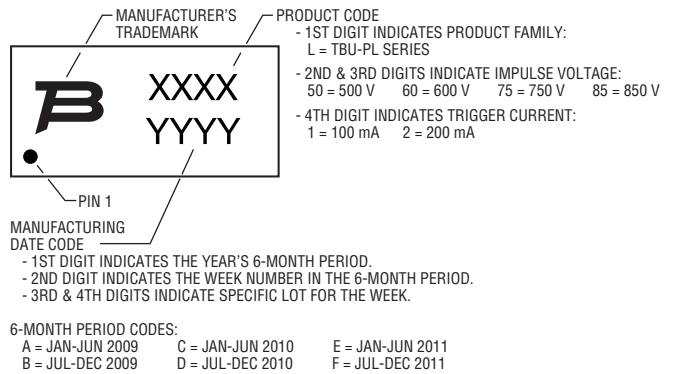 MANUFACTURER'S
TRADEMARK
PRODUCT CODE
- 1ST DIGIT INDICATES PRODUCT FAMILY:
L = TBU-PL SERIES
- 2ND & 3RD DIGITS INDICATE IMPULSE VOLTAGE:
50 = 500 V 60 = 600 V 75 = 750 V 85 = 850 V
- 4TH DIGIT INDICATES TRIGGER CURRENT:
1 = 100 mA 2 = 200 mA
B
XXXX
YYYY
PIN 1
MANUFACTURING
DATE CODE
- 1ST DIGIT INDICATES THE YEAR'S 6-MONTH PERIOD.
- 2ND DIGIT INDICATES THE WEEK NUMBER IN THE 6-MONTH PERIOD.
- 3RD & 4TH DIGITS INDICATE SPECIFIC LOT FOR THE WEEK.
6-MONTH PERIOD CODES:
A = JAN-JUN 2009 C = JAN-JUN 2010 E = JAN-JUN 2011
B = JUL-DEC 2009 D = JUL-DEC 2010 F = JUL-DEC 2011